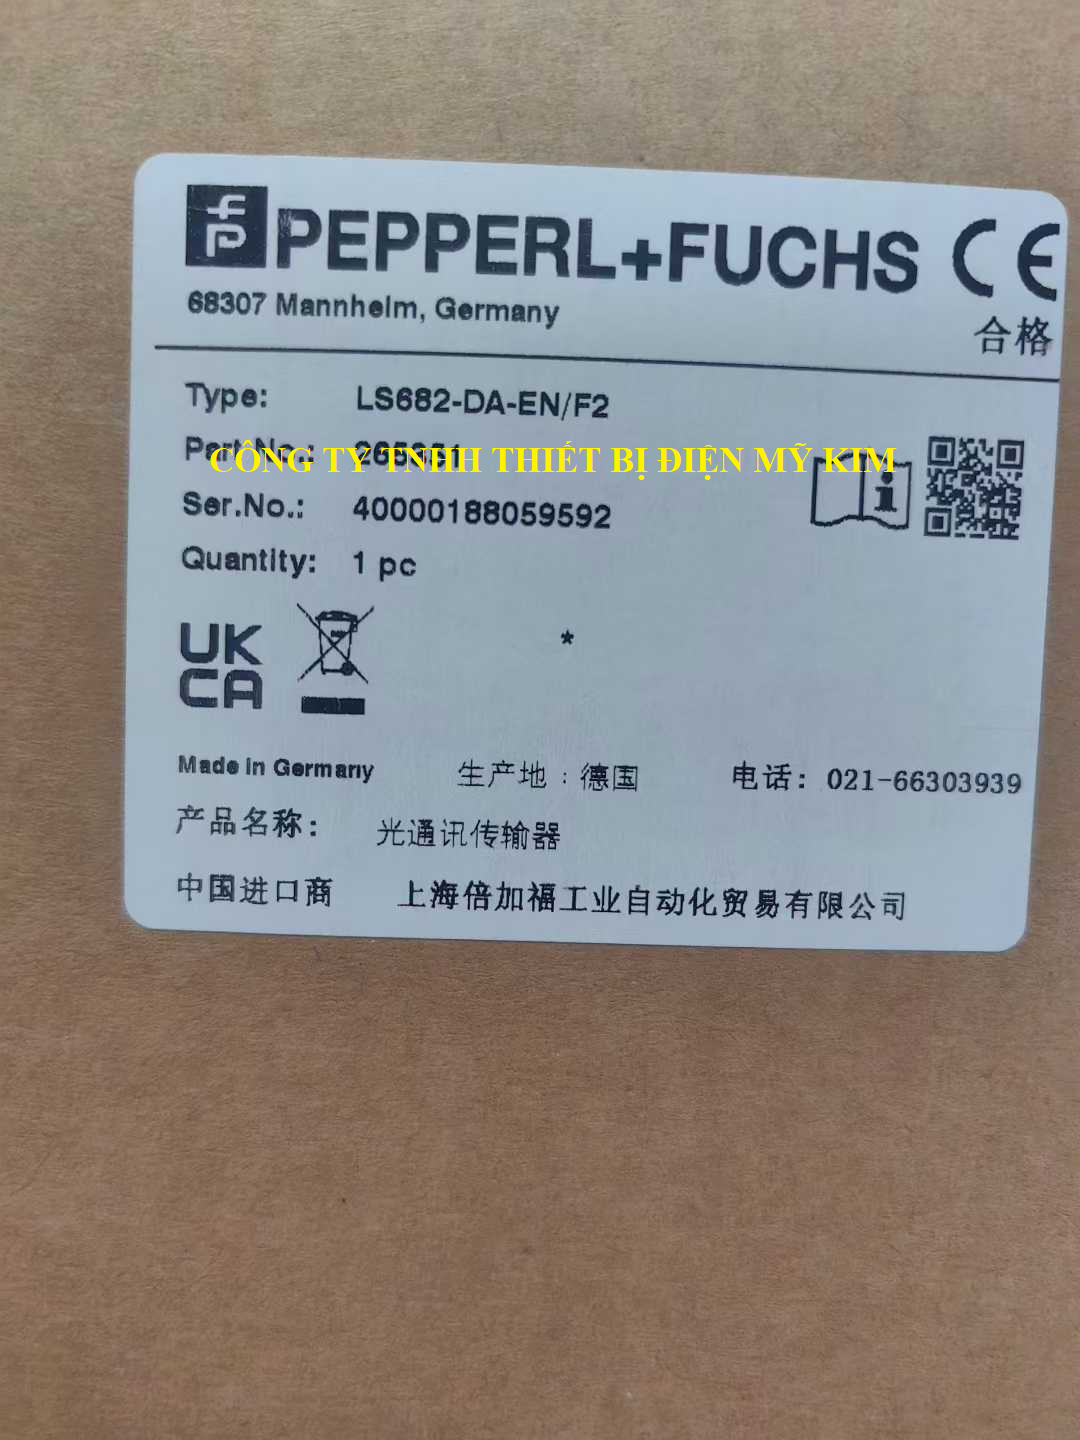 PEPPERL+FUCHS CE
68307 Mannheim, Germany
合格
Type: LS682-DA-EN/F2
Part.No.:
CÔNG TY TNHH THIẾT BỊ ĐIỆN MỸ KIM
Ser.No.: 40000188059592
Quantity: 1 pc
UK
CA
*
Made in Germany 生产地：德国 电话：021-66303939
产品名称： 光通讯传输器
中国进口商 上海倍加福工业自动化贸易有限公司